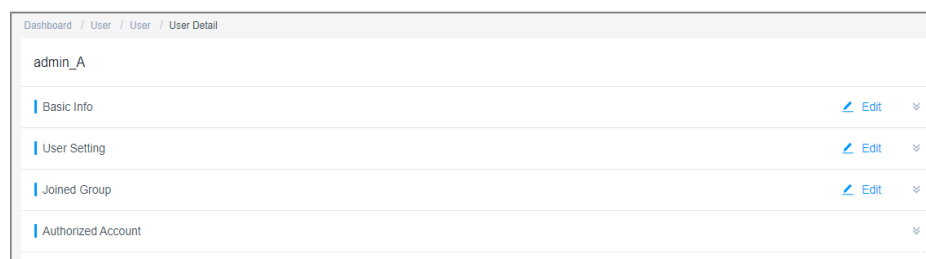 Dashboard / User / User / User Detail
admin_A
Basic Info Edit
User Setting Edit
Joined Group Edit
Authorized Account